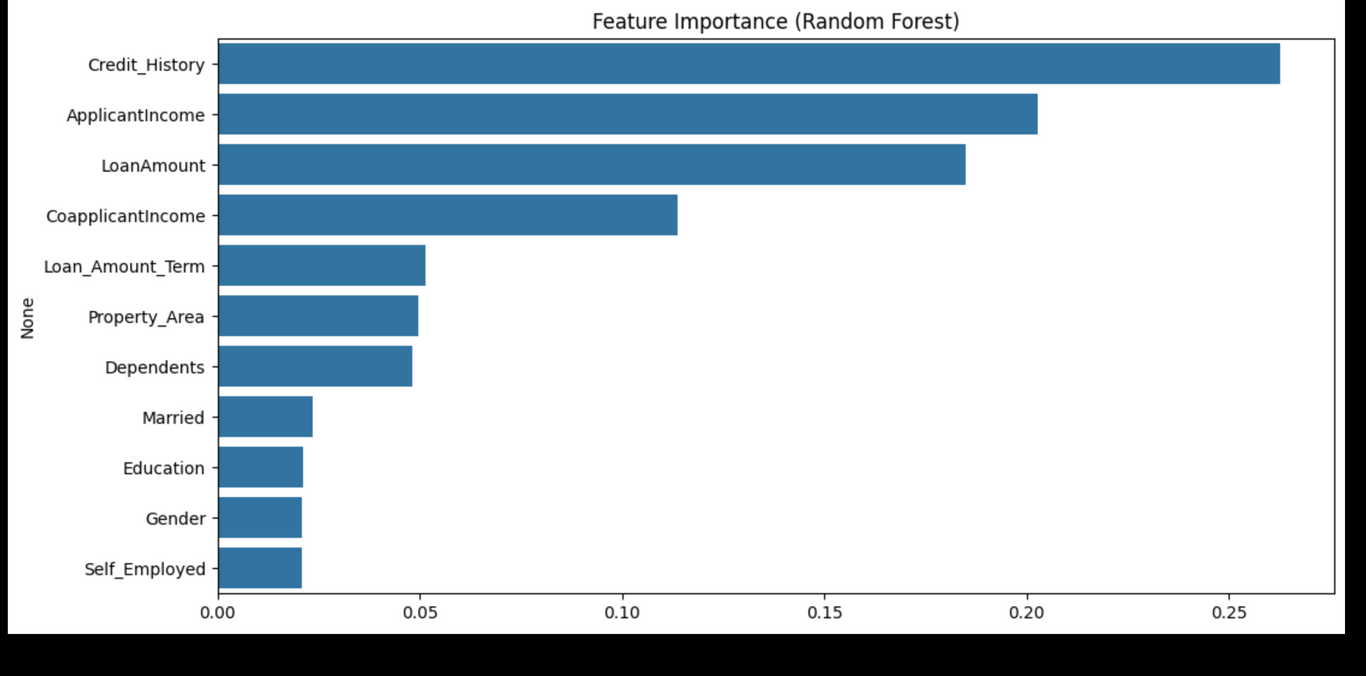 Feature Importance (Random Forest)
Credit_History
ApplicantIncome
LoanAmount
CoapplicantIncome
Loan_Amount_Term
Property_Area
Dependents
Married
Education
Gender
Self_Employed
None
0.00 0.05 0.10 0.15 0.20 0.25